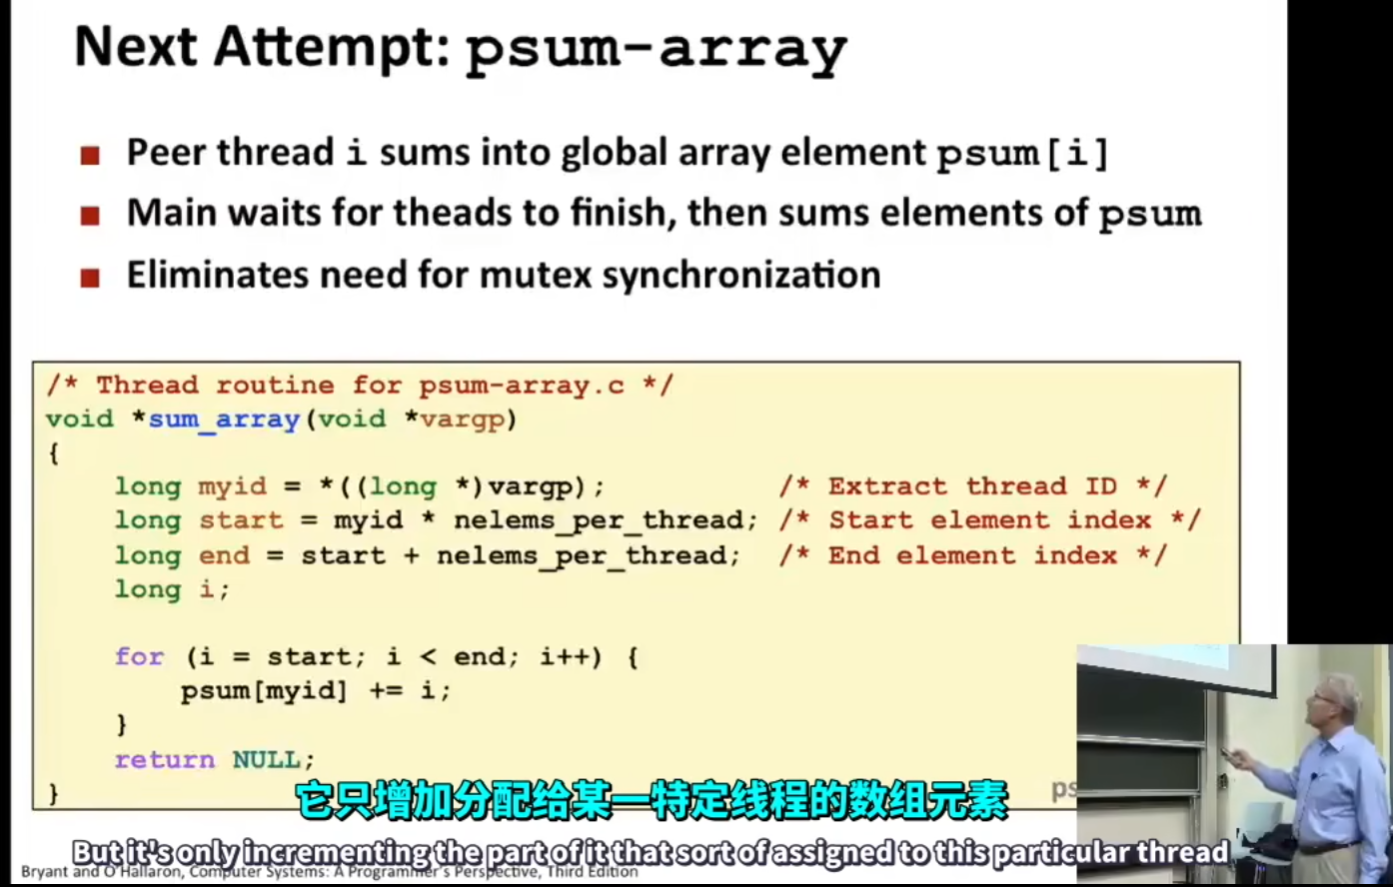 Next Attempt: psum-array
Peer thread i sums into global array element psum[i]
Main waits for theads to finish, then sums elements of psum
Eliminates need for mutex synchronization
/* Thread routine for psum-array.c */
void *sum_array(void *vargp)
{
    long myid = *((long *)vargp);          /* Extract thread ID */
    long start = myid * nelems_per_thread; /* Start element index */
    long end = start + nelems_per_thread;  /* End element index */
    long i;
    for (i = start; i < end; i++) {
        psum[myid] += i;
    }
    return NULL;
}
ps
它只增加分配给某一特定线程的数组元素
But it's only incrementing the part of it that sort of assigned to this particular thread
Bryant and O'Hallaron, Computer Systems: A Programmer's Perspective, Third Edition